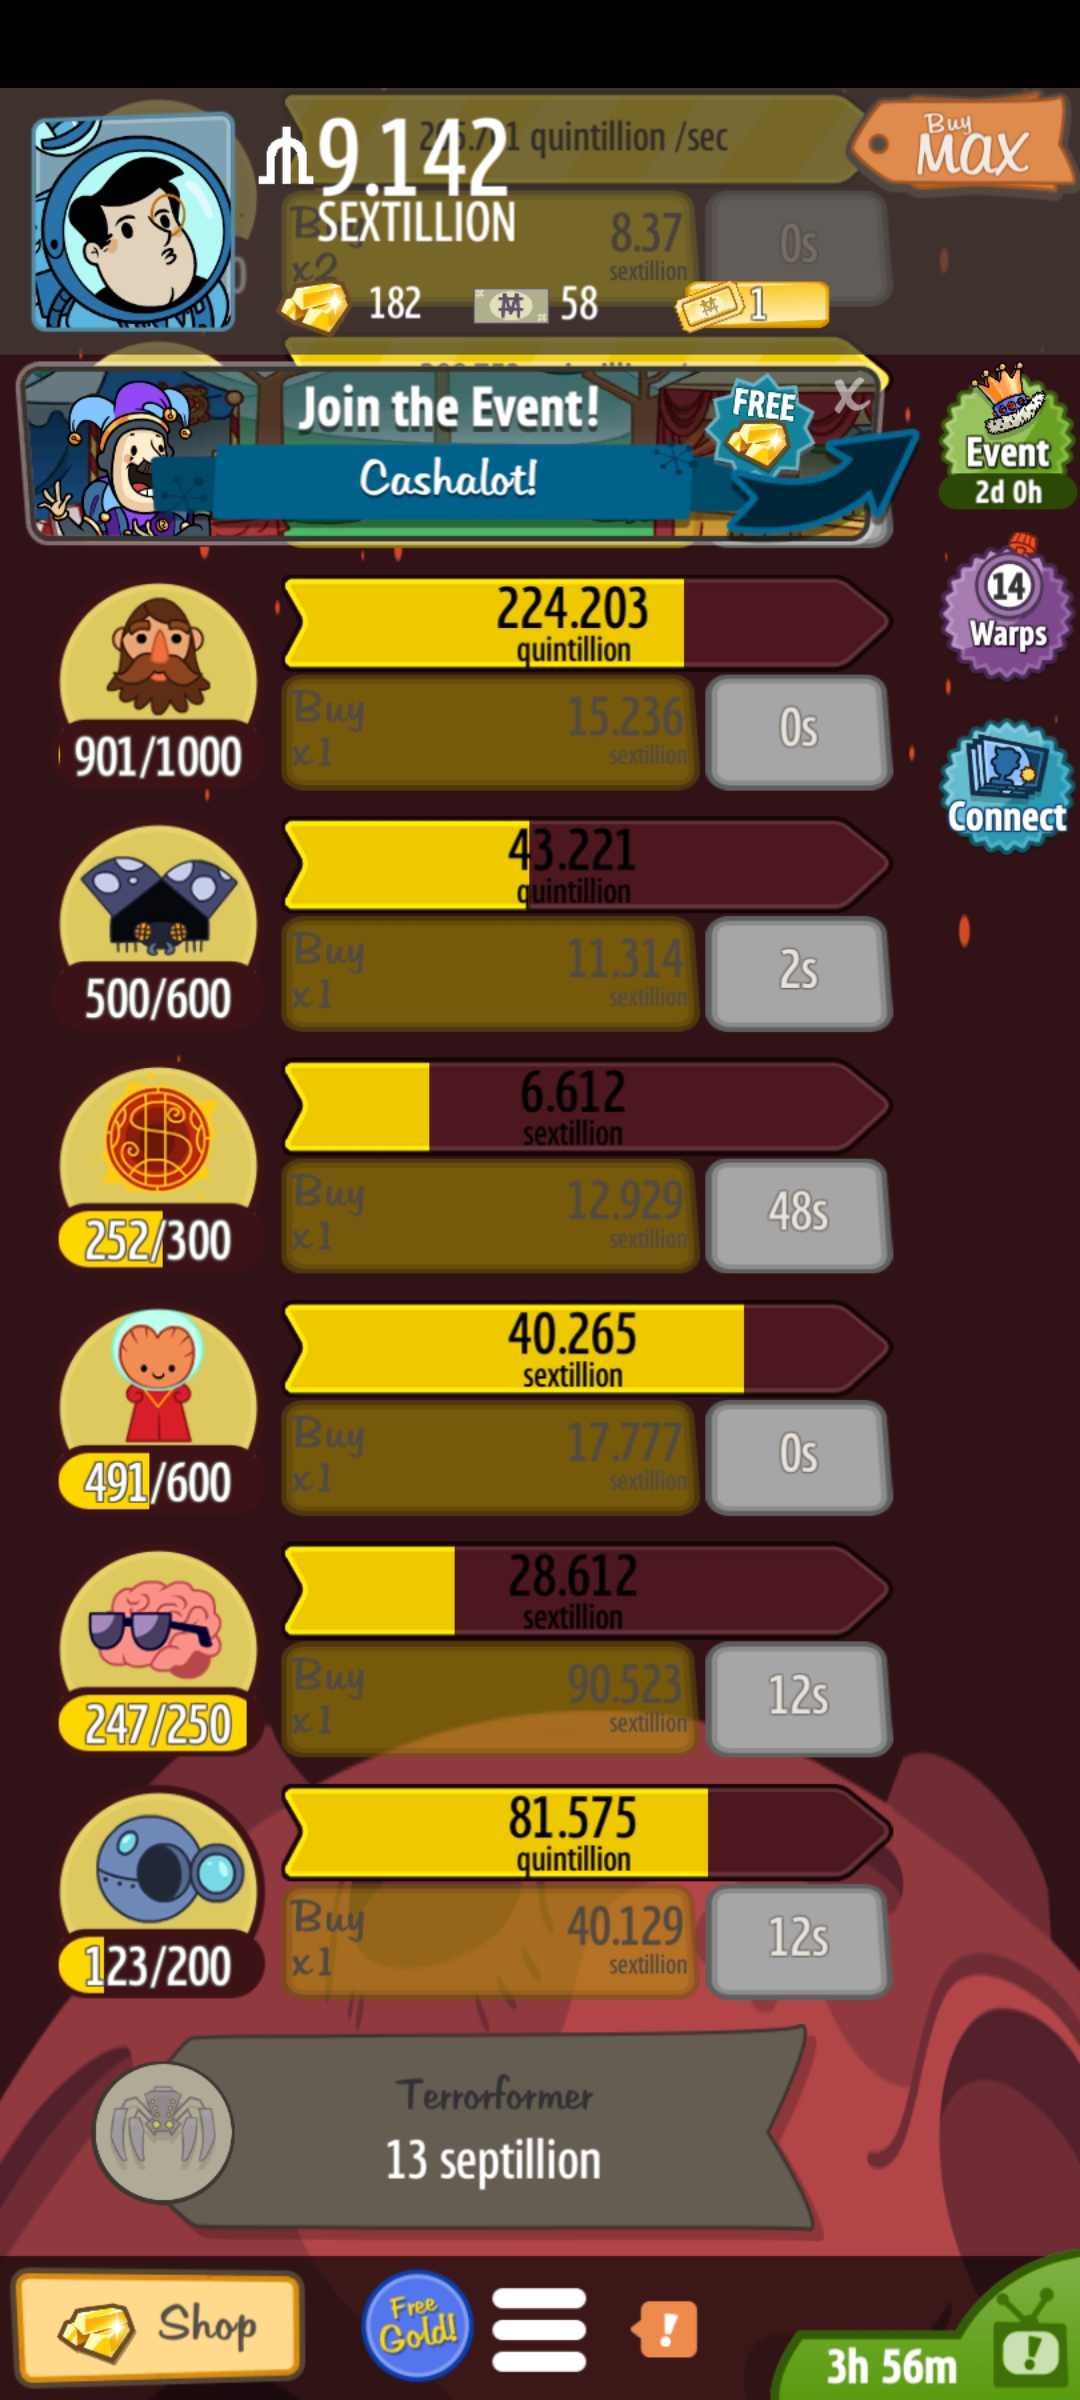 quintillion /sec
Buy
MAX
9.142
SEXTILLION
8.37
sextillion
0s
x2
182
58
1
Join the Event!
FREE
X
Cashalot!
Event
2d 0h
14
Warps
Connect
224.203
quintillion
901/1000
Buy
x1
15.236
sextillion
0s
43.221
quintillion
500/600
Buy
x1
11.314
sextillion
2s
6.612
sextillion
252/300
Buy
x1
12.929
sextillion
48s
40.265
sextillion
491/600
Buy
x1
17.777
sextillion
0s
28.612
sextillion
247/250
Buy
x1
90.523
sextillion
12s
81.575
quintillion
123/200
Buy
x1
40.129
sextillion
12s
Terrorformer
13 septillion
Shop
Free
Gold!
!
3h 56m
!